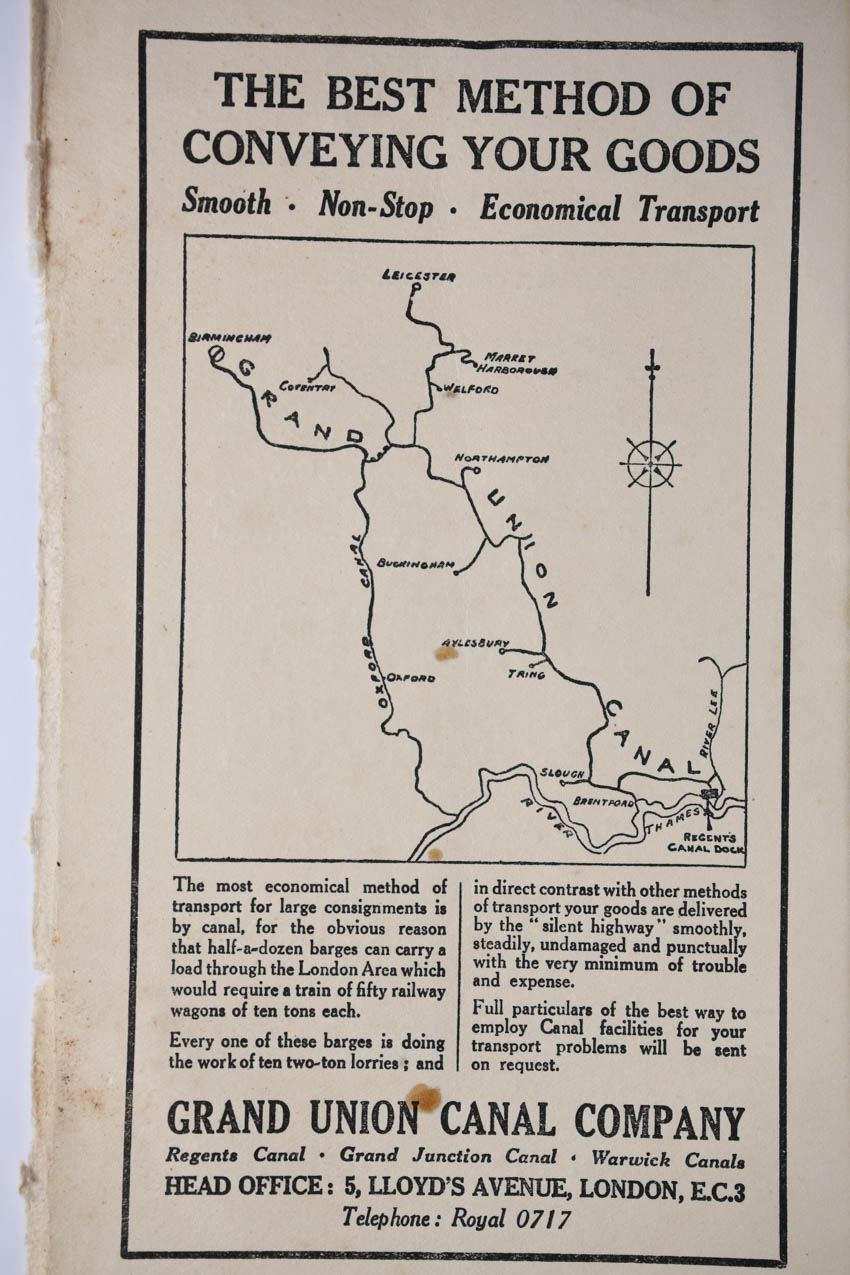 THE BEST METHOD OF
CONVEYING YOUR GOODS
Smooth · Non-Stop · Economical Transport
LEICESTER
BIRMINGHAM
MARKET
HARBOROUGH
COVENTRY
WELFORD
GRAND
NORTHAMPTON
UNION
OXFORD CANAL
BUCKINGHAM
AYLESBURY
TRING
OXFORD
CANAL
RIVER LEE
SLOUGH
BRENTFORD
RIVER
THAMES
REGENT'S
CANAL DOCK
The most economical method of
transport for large consignments is
by canal, for the obvious reason
that half-a-dozen barges can carry a
load through the London Area which
would require a train of fifty railway
wagons of ten tons each.
Every one of these barges is doing
the work of ten two-ton lorries ; and
in direct contrast with other methods
of transport your goods are delivered
by the "silent highway" smoothly,
steadily, undamaged and punctually
with the very minimum of trouble
and expense.
Full particulars of the best way to
employ Canal facilities for your
transport problems will be sent
on request.
GRAND UNION CANAL COMPANY
Regents Canal · Grand Junction Canal · Warwick Canals
HEAD OFFICE: 5, LLOYD'S AVENUE, LONDON, E.C.3
Telephone: Royal 0717